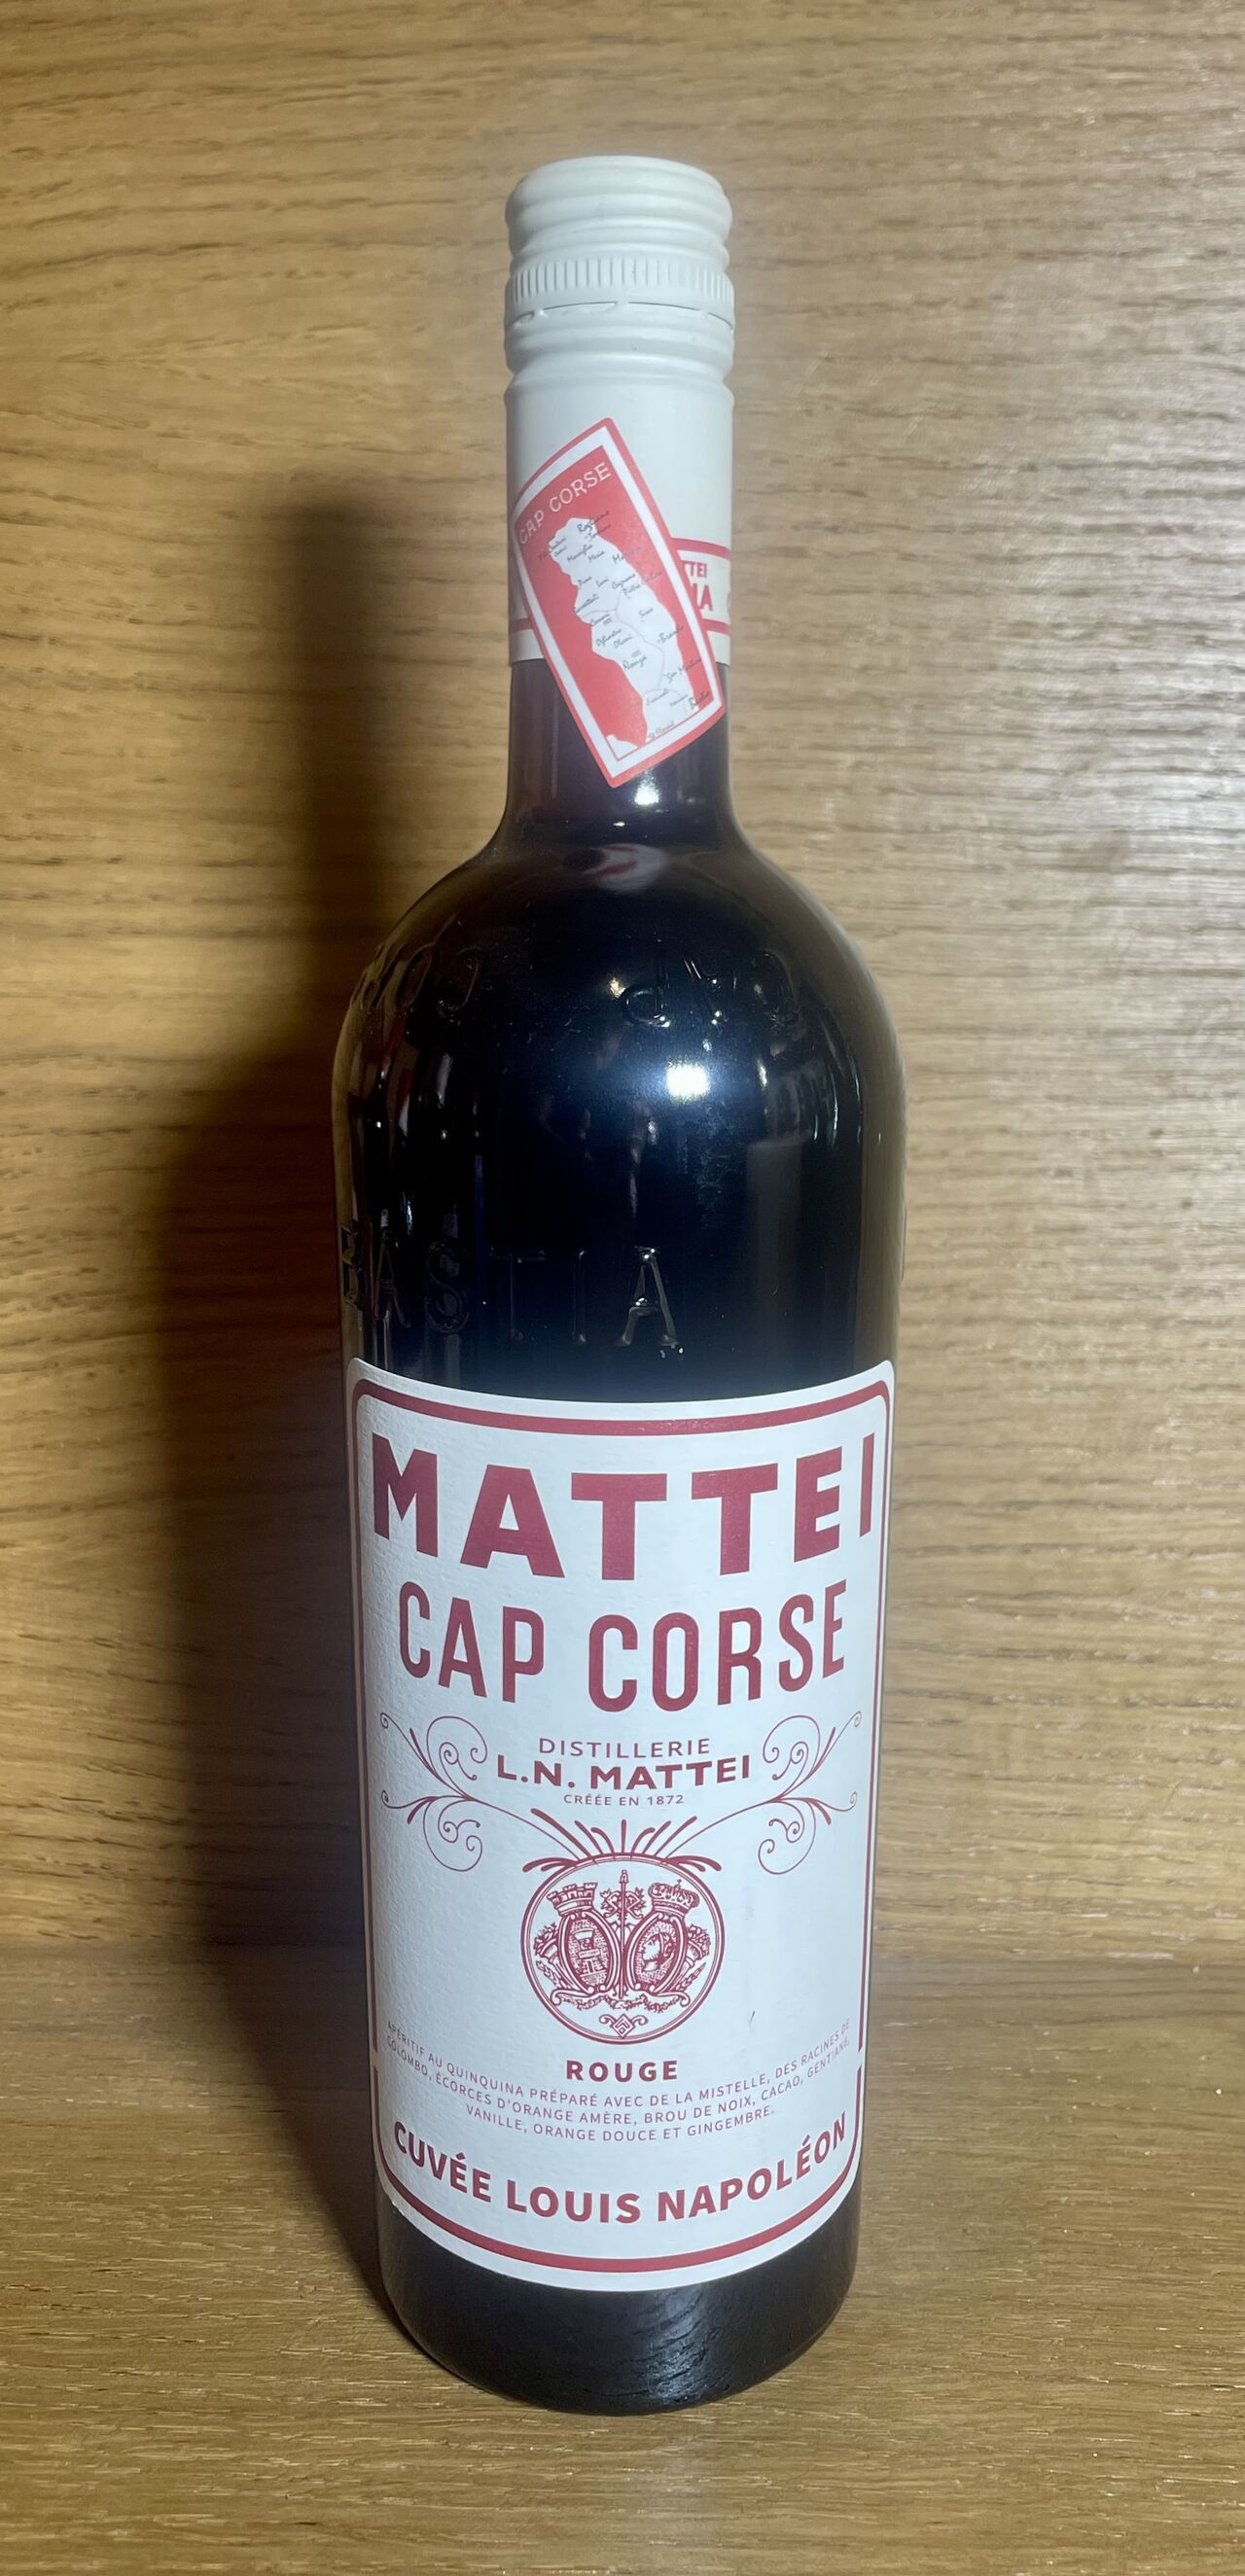 CAP CORSE
TTEI
BASTIA
MATTEI
CAP CORSE
DISTILLERIE
L.N. MATTEI
CRÉÉE EN 1872
ROUGE
APÉRITIF AU QUINQUINA PRÉPARÉ AVEC DE LA MISTELLE, DES RACINES DE
COLOMBO, ÉCORCES D'ORANGE AMÈRE, BROU DE NOIX, CACAO, GENTIANE,
VANILLE, ORANGE DOUCE ET GINGEMBRE.
CUVÉE LOUIS NAPOLÉON